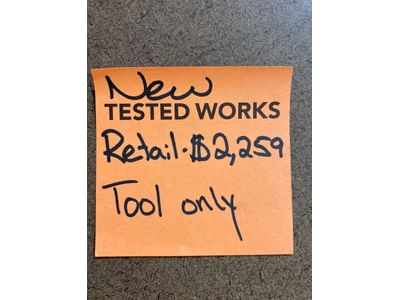 New
TESTED WORKS
Retail·$2,259
Tool only